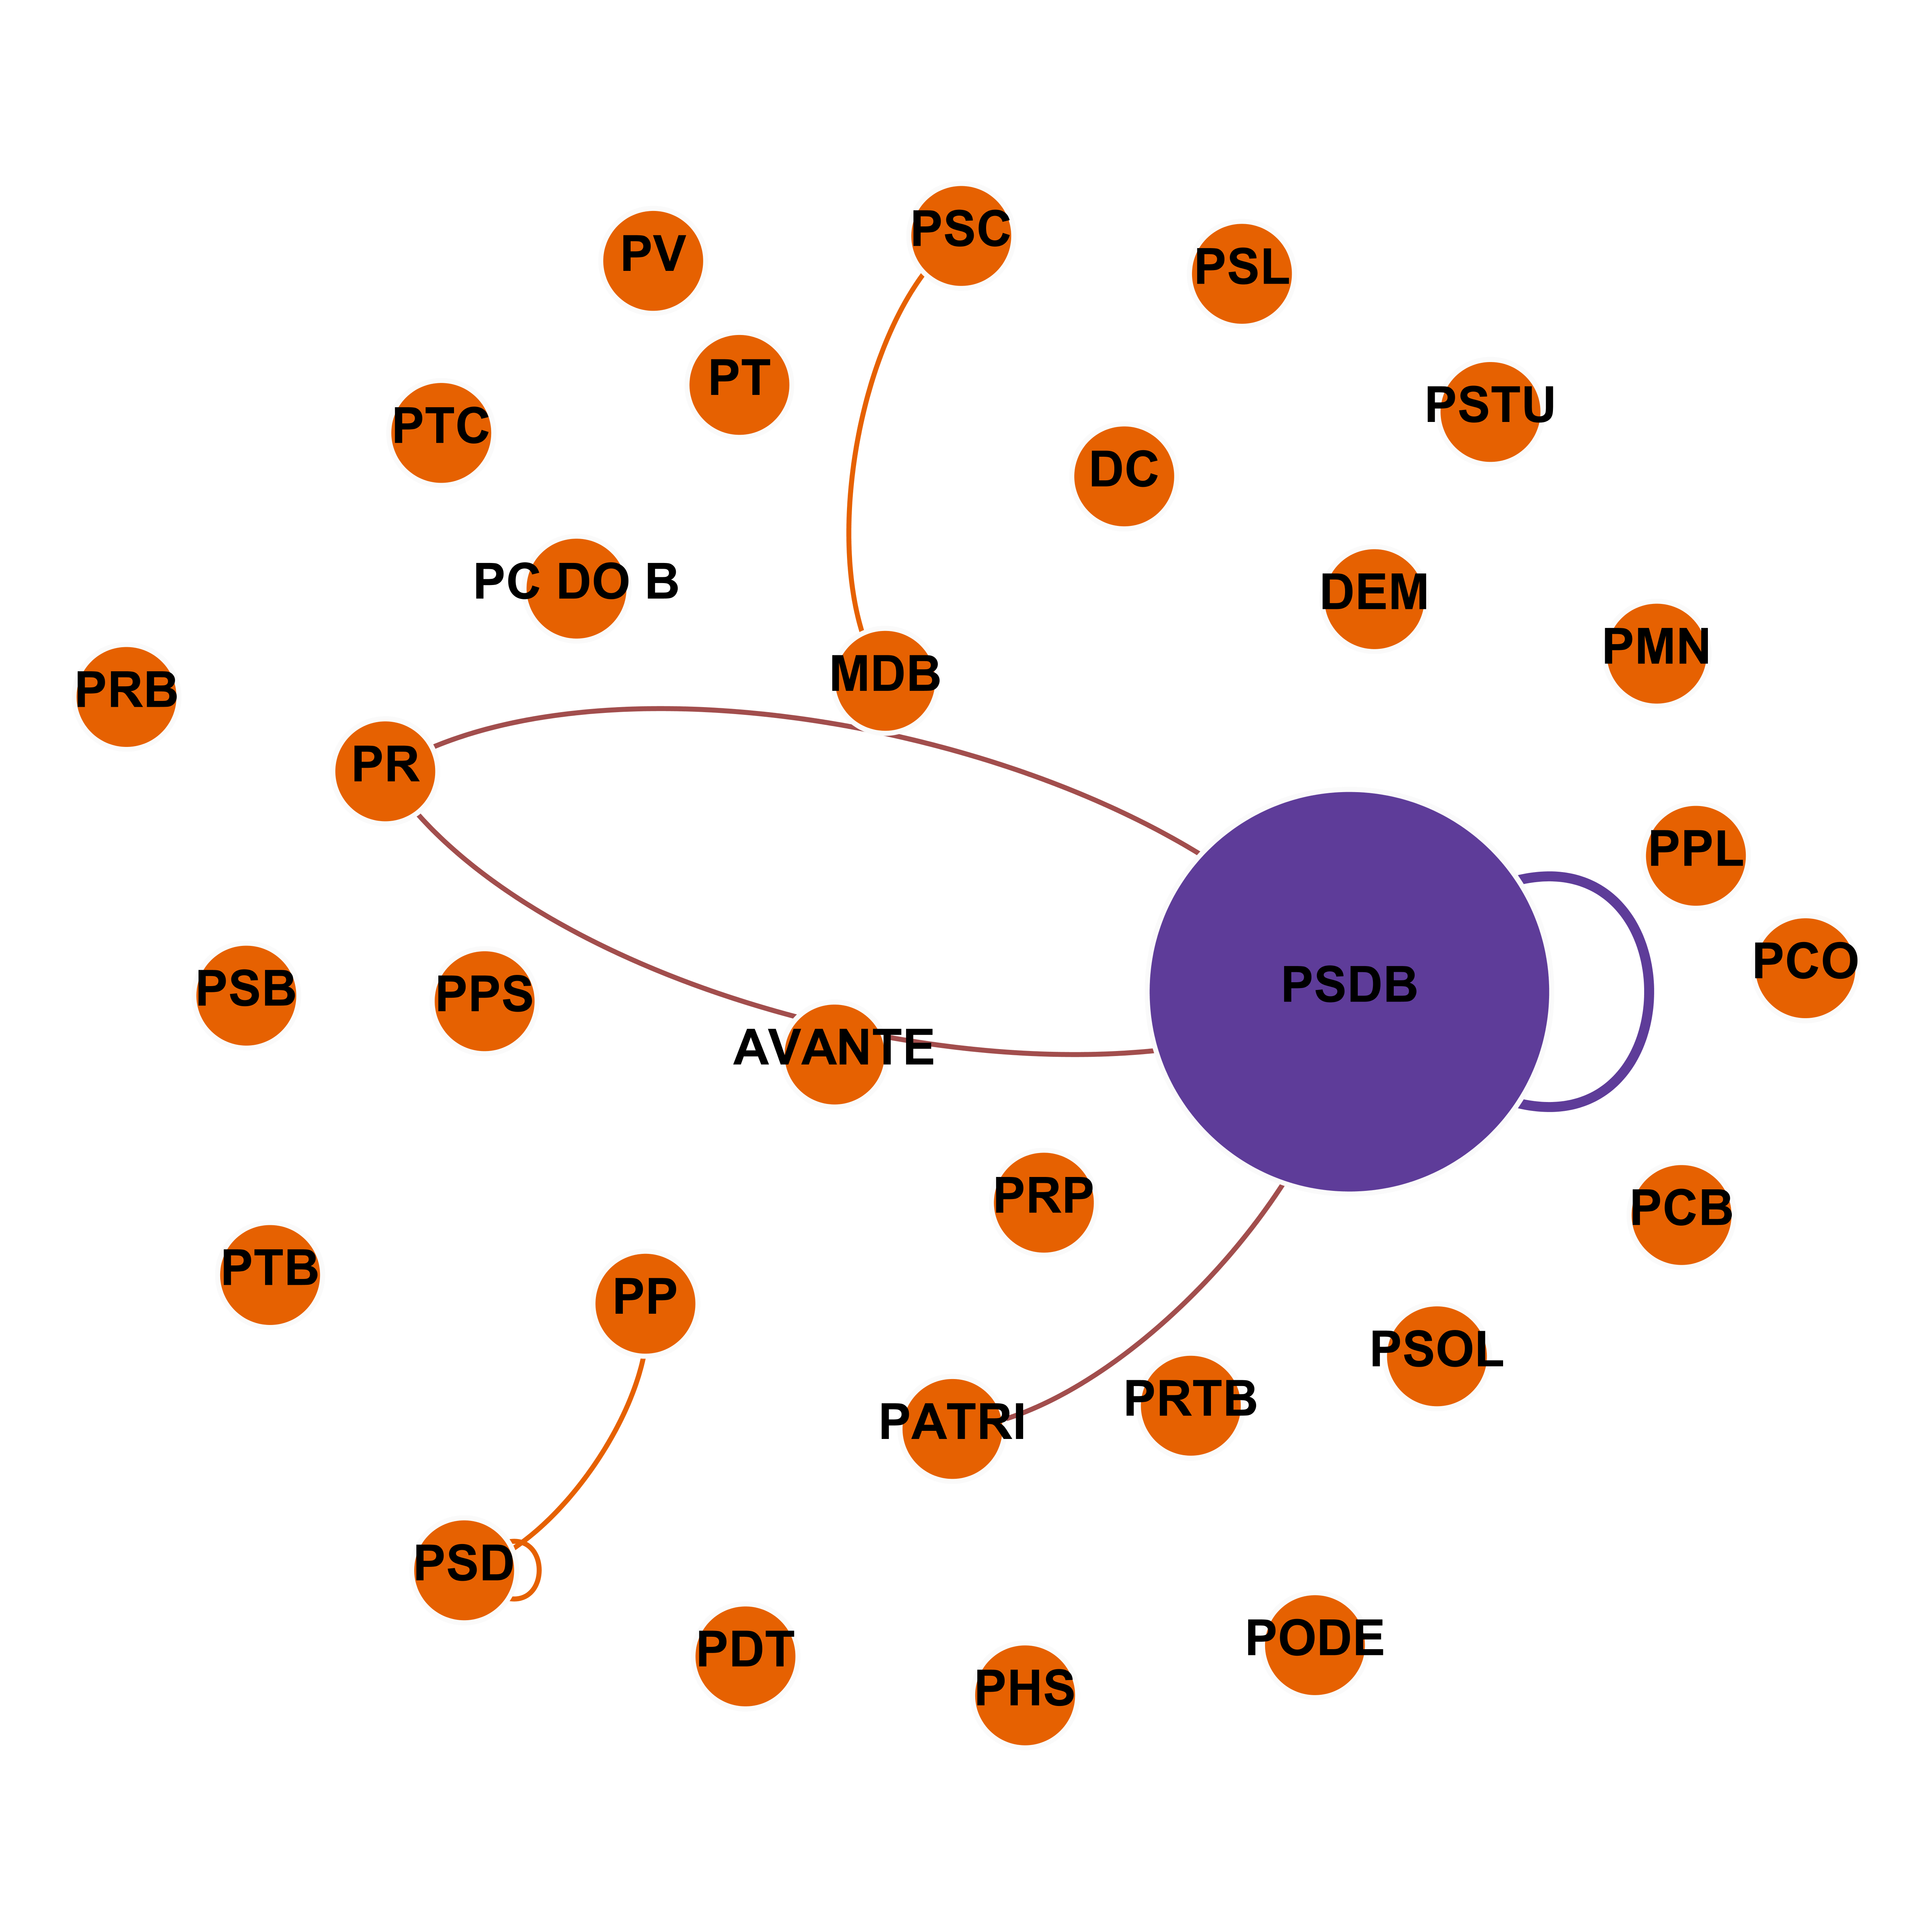 PSC
PV
PSL
PT
PSTU
PTC
DC
PC DO B
DEM
PMN
MDB
PRB
PR
PPL
PCO
PSDB
PSB
PPS
AVANTE
PRP
PCB
PTB
PP
PSOL
PRTB
PATRI
PSD
PODE
PDT
PHS